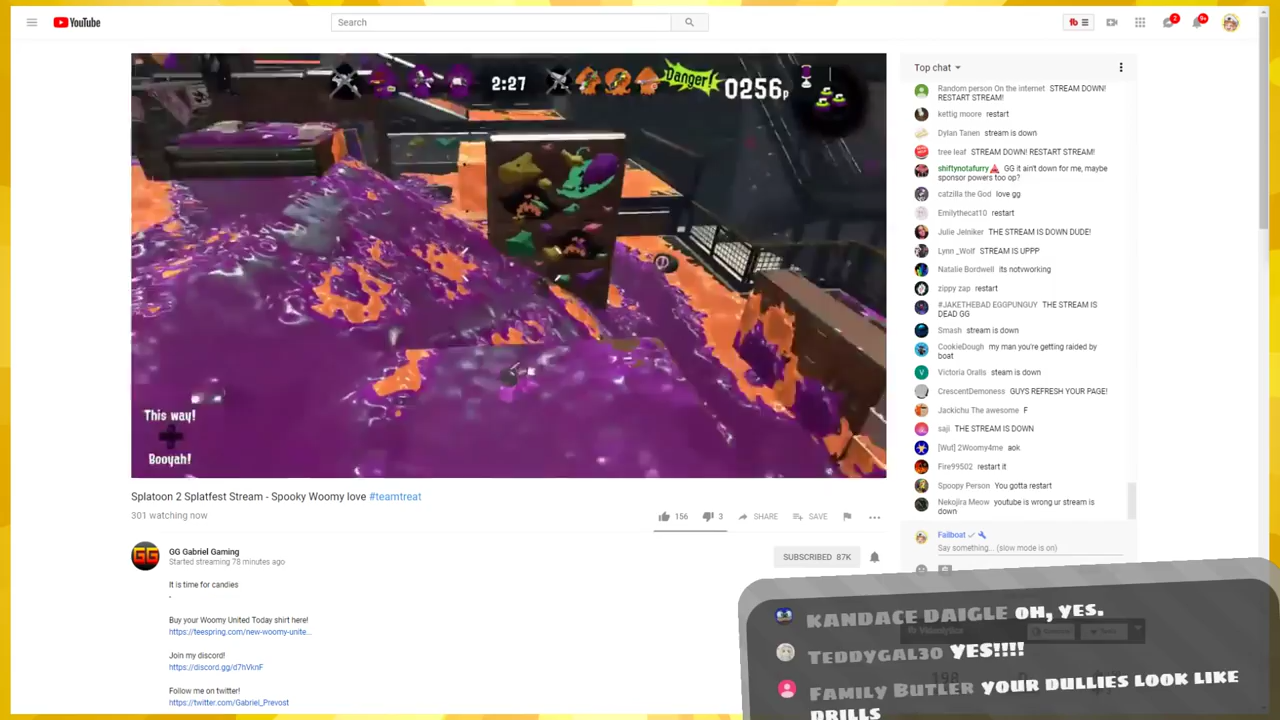 YouTube
Search
2
9+
2:27
Danger!
0256p
This way!
Booyah!
Splatoon 2 Splatfest Stream - Spooky Woomy love #teamtreat
301 watching now
156
3
SHARE
SAVE
GG Gabriel Gaming
Started streaming 78 minutes ago
SUBSCRIBED 87K
It is time for candies
-
Buy your Woomy United Today shirt here!
https://teespring.com/new-woomy-unite...
Join my discord!
https://discord.gg/d7hVknF
Follow me on twitter!
https://twitter.com/Gabriel_Prevost
Top chat
Random person On the internet STREAM DOWN!
RESTART STREAM!
kettig moore restart
Dylan Tanen stream is down
tree leaf STREAM DOWN! RESTART STREAM!
shiftynotafurry GG it ain't down for me, maybe
sponsor powers too op?
catzilla the God love gg
Emilythecat10 restart
Julie Jelniker THE STREAM IS DOWN DUDE!
Lynn _Wolf STREAM IS UPPP
Natalie Bordwell its notvworking
zippy zap restart
#JAKETHEBAD EGGPUNGUY THE STREAM IS
DEAD GG
Smash stream is down
CookieDough my man you're getting raided by
boat
Victoria Oralls steam is down
CrescentDemoness GUYS REFRESH YOUR PAGE!
Jackichu The awesome F
saji THE STREAM IS DOWN
[Wut] 2Woomy4me aok
Fire99502 restart it
Spoopy Person You gotta restart
Nekojira Meow youtube is wrong ur stream is
down
Failboat
Say something... (slow mode is on)
KANDACE DAIGLE OH, YES.
TEDDYGAL30 YES!!!!
FAMILY BUTLER YOUR DULLIES LOOK LIKE
DRILLS